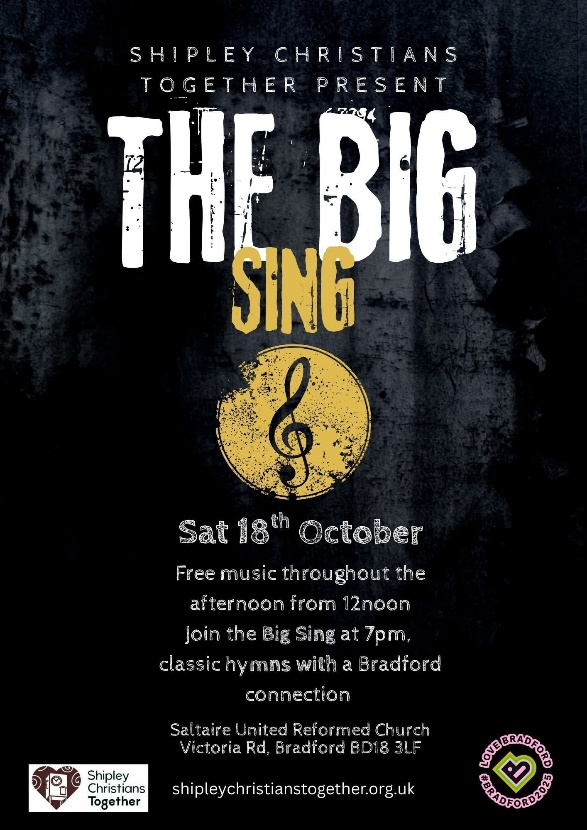 SHIPLEY CHRISTIANS
TOGETHER PRESENT
THE BIG
SING
Sat 18th October
Free music throughout the
afternoon from 12noon
join the Big Sing at 7pm,
classic hymns with a Bradford
connection
Saltaire United Reformed Church
Victoria Rd, Bradford BD18 3LF
Shipley
Christians
Together
shipleychristianstogether.org.uk
LOVE BRADFORD
#BRADFORD2025